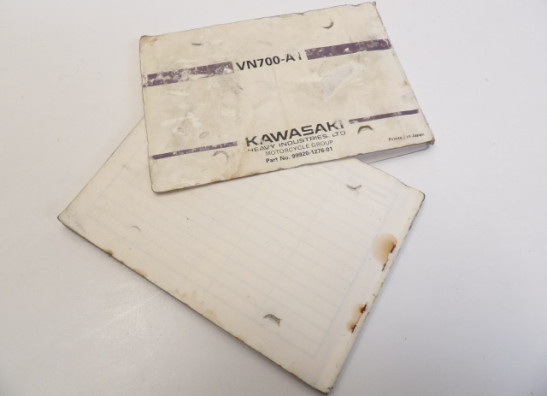 VN700-A1
KAWASAKI
HEAVY INDUSTRIES, LTD
MOTORCYCLE GROUP
Part No. 99920-1276-01
Printed in Japan